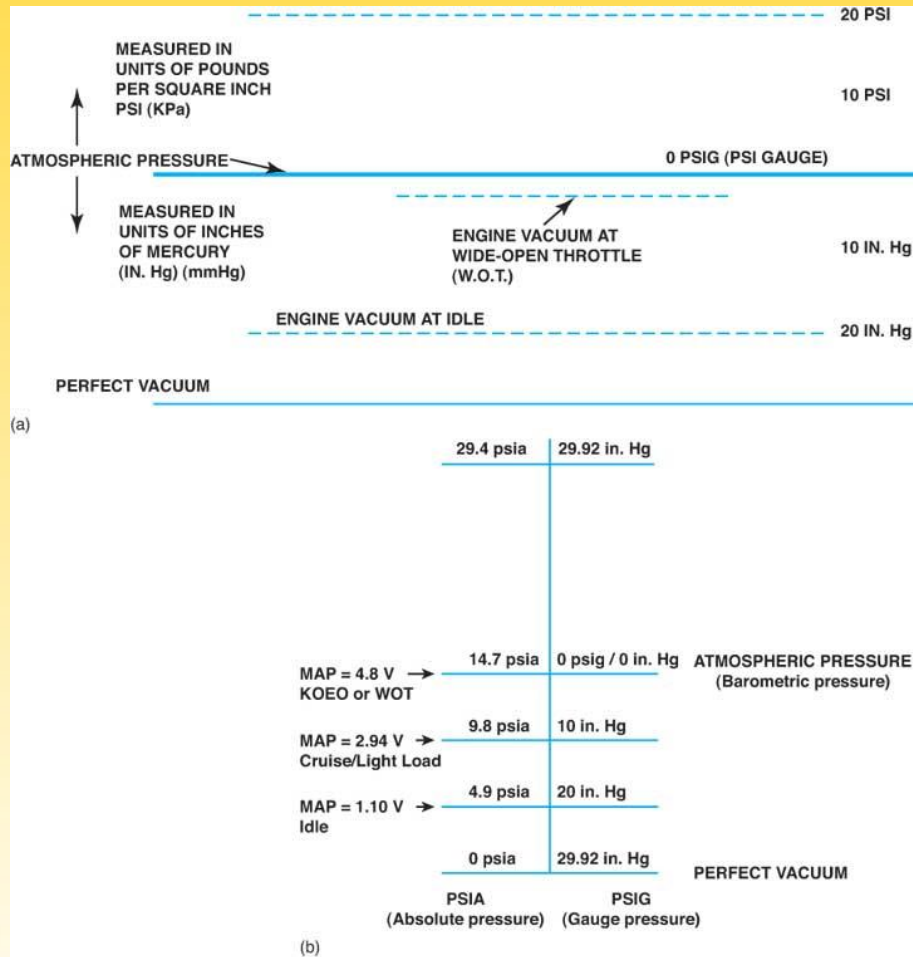 20 PSI
MEASURED IN
UNITS OF POUNDS
PER SQUARE INCH
PSI (KPa)
10 PSI
ATMOSPHERIC PRESSURE
0 PSIG (PSI GAUGE)
MEASURED IN
UNITS OF INCHES
OF MERCURY
(IN. Hg) (mmHg)
ENGINE VACUUM AT
WIDE-OPEN THROTTLE
(W.O.T.)
10 IN. Hg
ENGINE VACUUM AT IDLE
20 IN. Hg
PERFECT VACUUM
(a)
29.4 psia 29.92 in. Hg
14.7 psia 0 psig / 0 in. Hg
ATMOSPHERIC PRESSURE
(Barometric pressure)
MAP = 4.8 V
KOEO or WOT
9.8 psia 10 in. Hg
MAP = 2.94 V
Cruise/Light Load
4.9 psia 20 in. Hg
MAP = 1.10 V
Idle
0 psia 29.92 in. Hg
PERFECT VACUUM
PSIA
(Absolute pressure)
PSIG
(Gauge pressure)
(b)